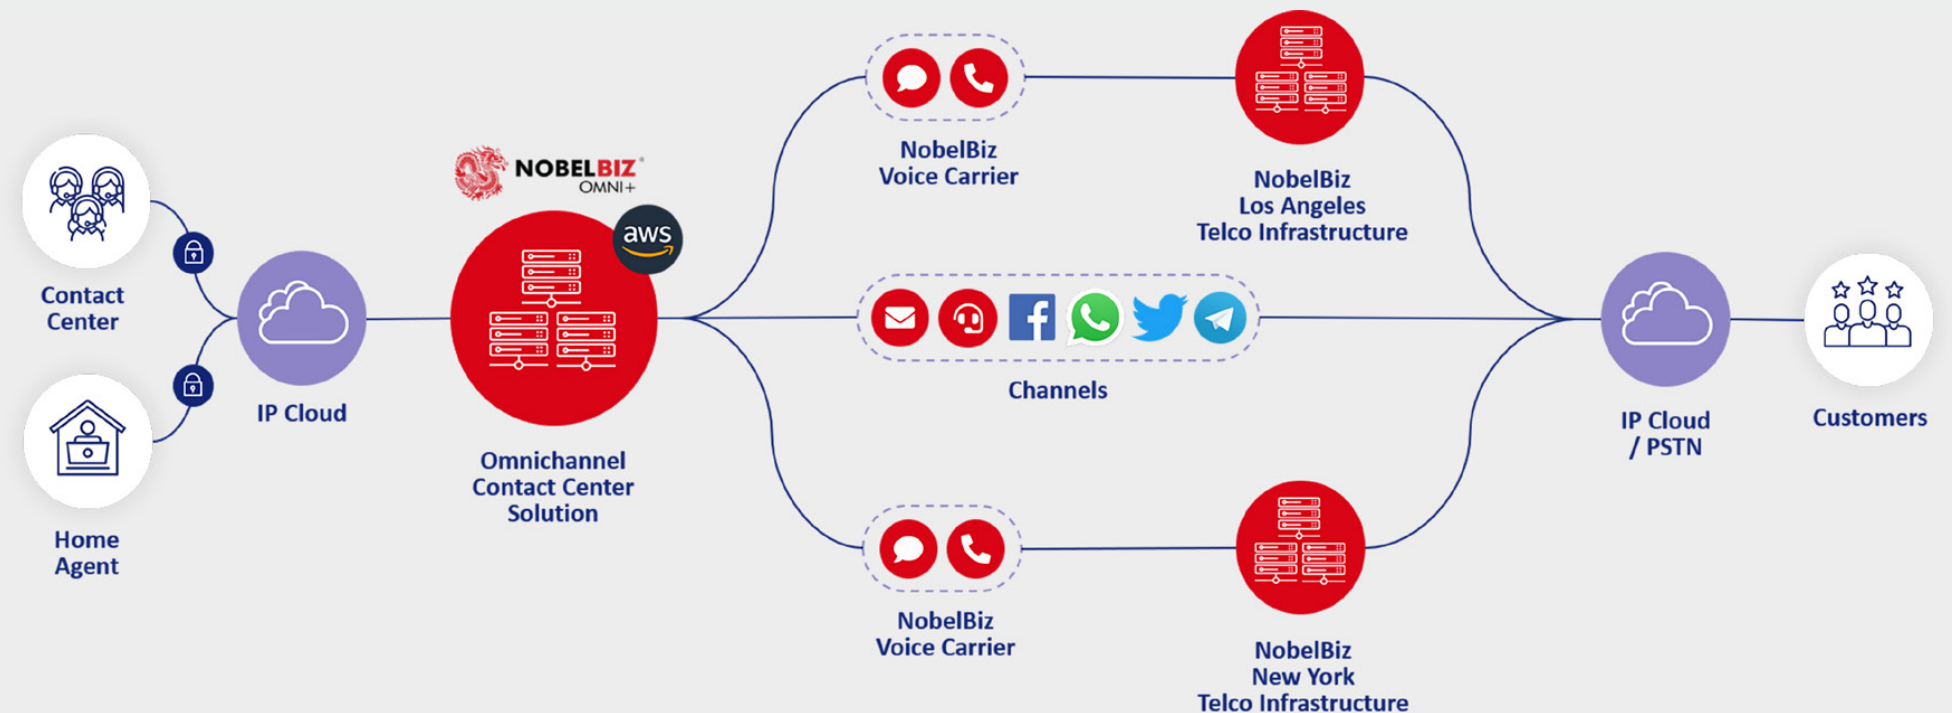 Contact
Center
Home
Agent
IP Cloud
NOBELBIZ®
OMNI+
aws
Omnichannel
Contact Center
Solution
NobelBiz
Voice Carrier
NobelBiz
Los Angeles
Telco Infrastructure
Channels
NobelBiz
Voice Carrier
NobelBiz
New York
Telco Infrastructure
IP Cloud
/ PSTN
Customers